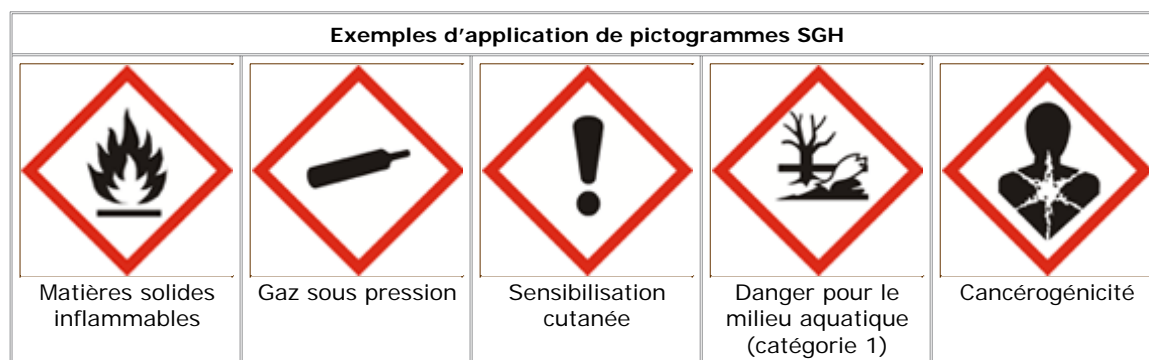 Exemples d’application de pictogrammes SGH
Matières solides
inflammables
Gaz sous pression
Sensibilisation
cutanée
Danger pour le
milieu aquatique
(catégorie 1)
Cancérogénicité